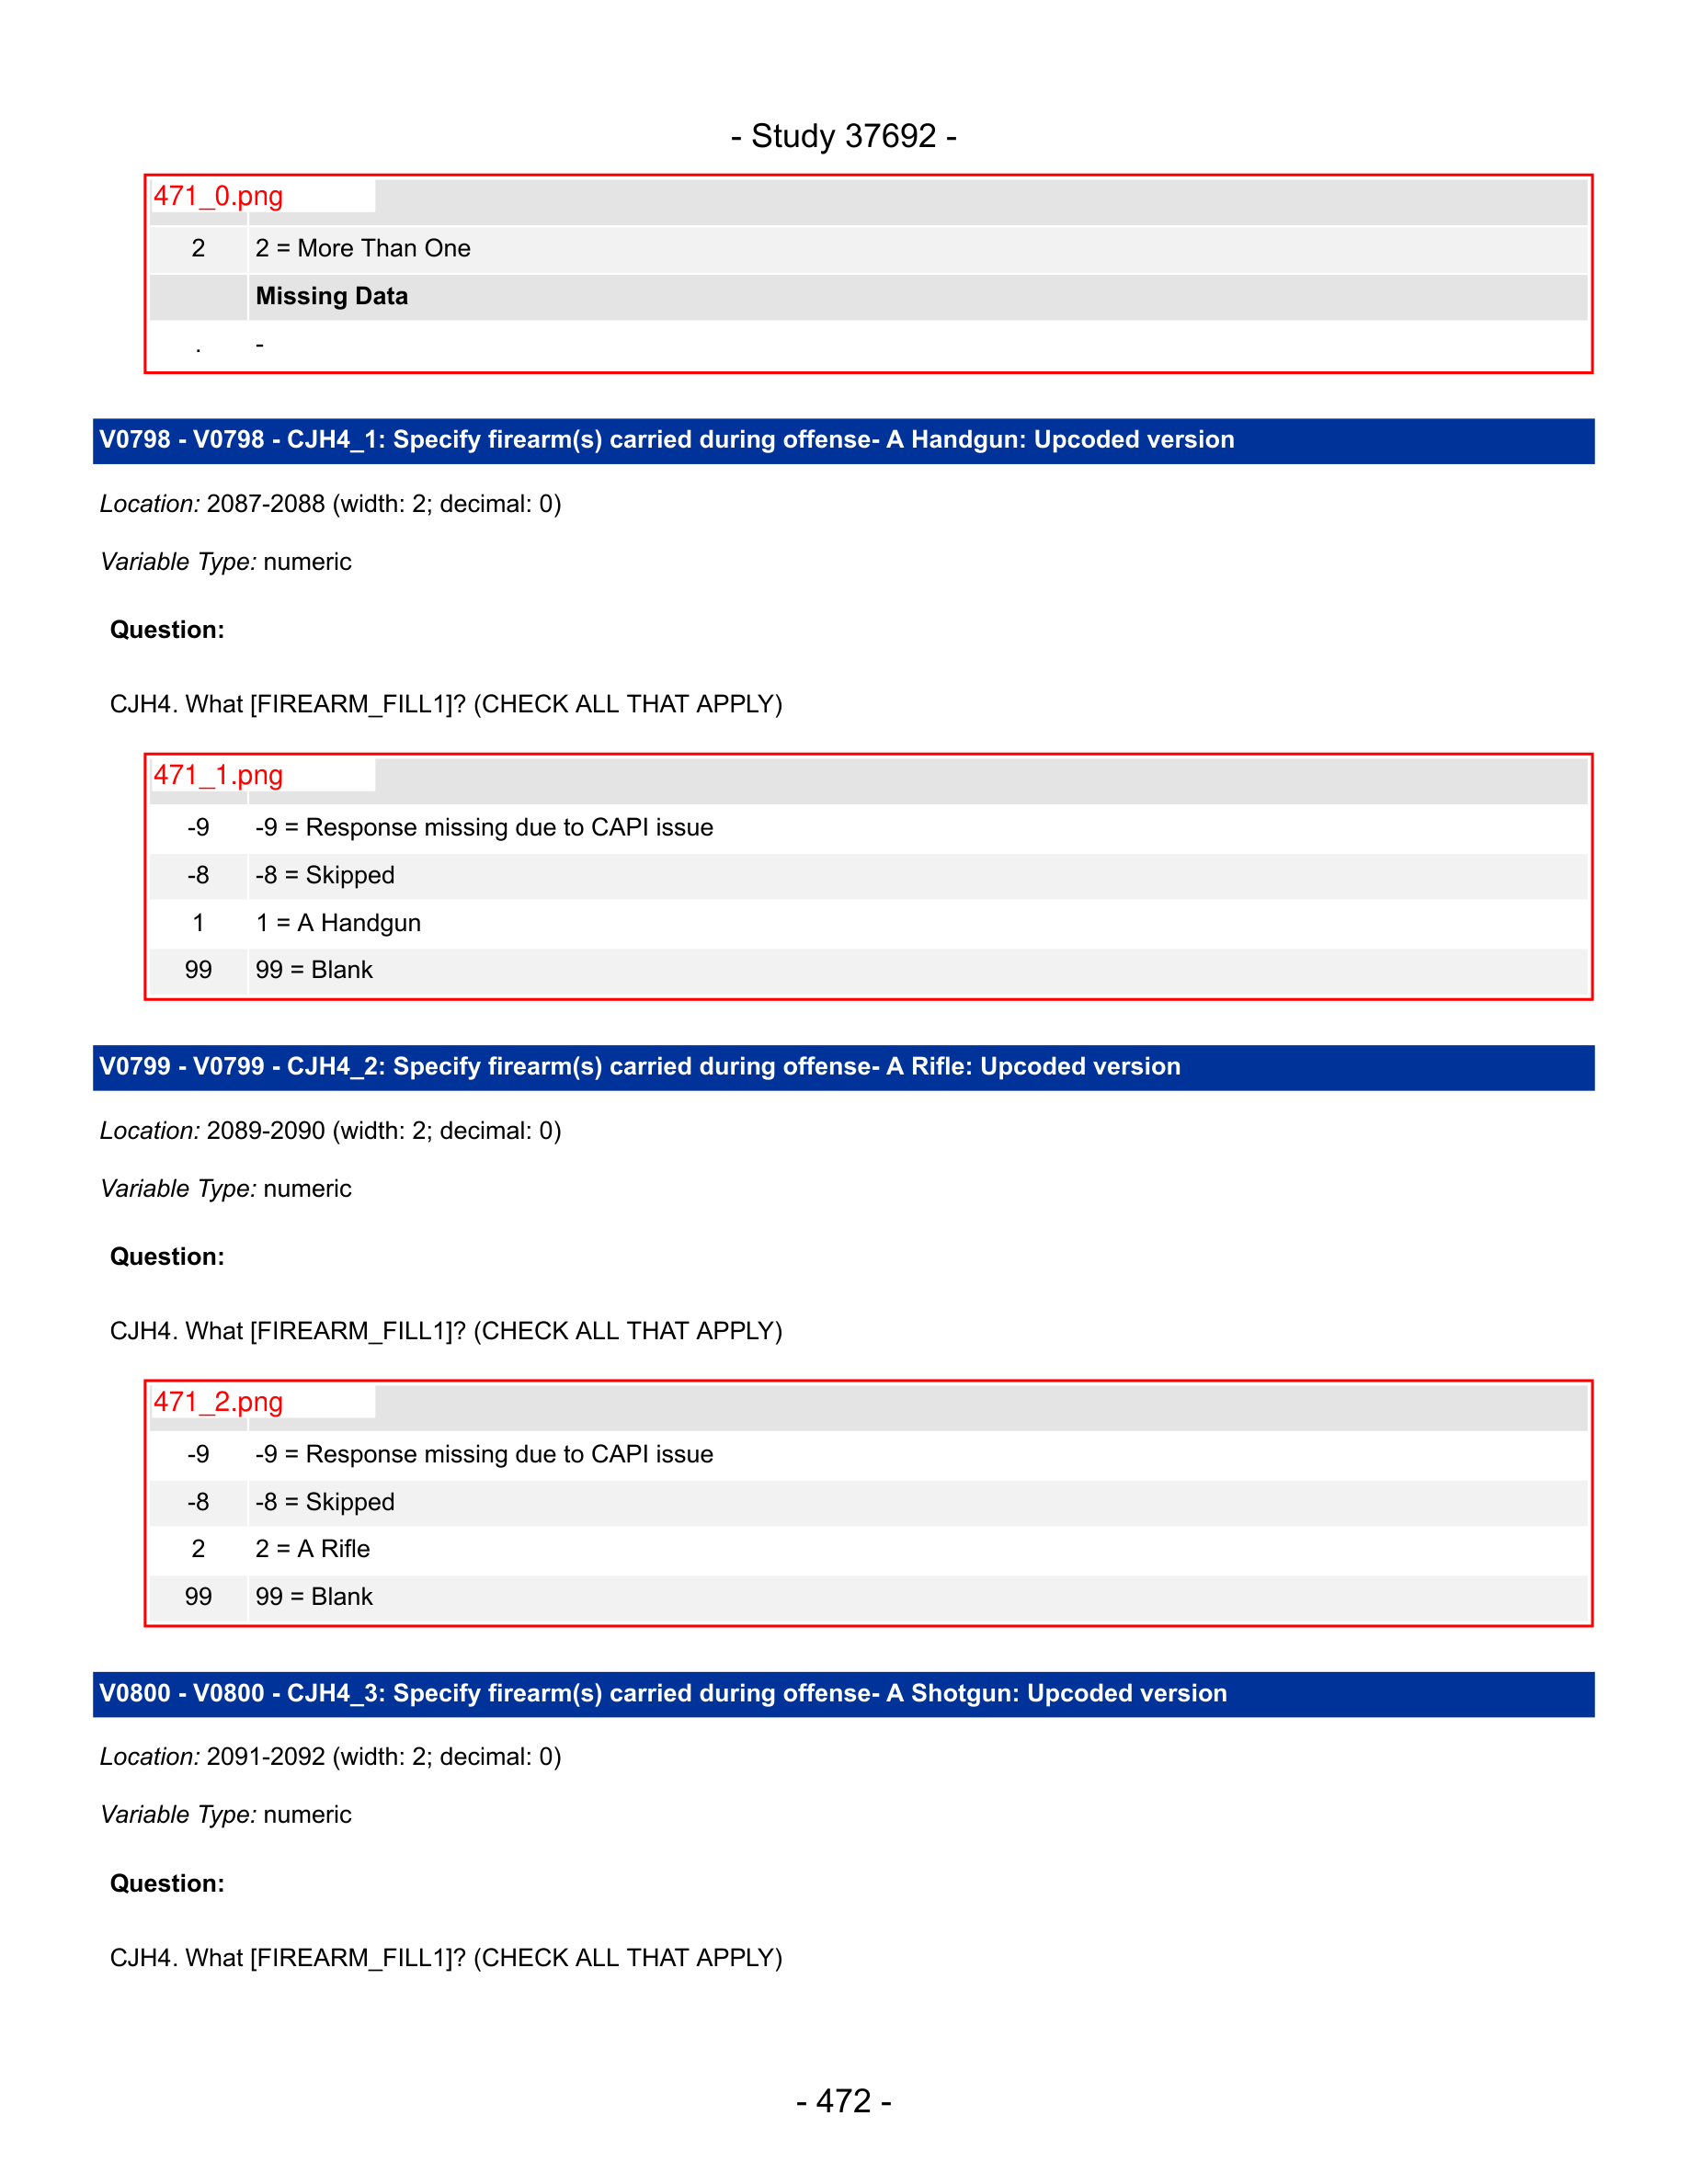 - Study 37692 -
471_0.png
2 2 = More Than One
Missing Data
. -
V0798 - V0798 - CJH4_1: Specify firearm(s) carried during offense- A Handgun: Upcoded version
Location: 2087-2088 (width: 2; decimal: 0)
Variable Type: numeric
Question:
CJH4. What [FIREARM_FILL1]? (CHECK ALL THAT APPLY)
471_1.png
-9 -9 = Response missing due to CAPI issue
-8 -8 = Skipped
1 1 = A Handgun
99 99 = Blank
V0799 - V0799 - CJH4_2: Specify firearm(s) carried during offense- A Rifle: Upcoded version
Location: 2089-2090 (width: 2; decimal: 0)
Variable Type: numeric
Question:
CJH4. What [FIREARM_FILL1]? (CHECK ALL THAT APPLY)
471_2.png
-9 -9 = Response missing due to CAPI issue
-8 -8 = Skipped
2 2 = A Rifle
99 99 = Blank
V0800 - V0800 - CJH4_3: Specify firearm(s) carried during offense- A Shotgun: Upcoded version
Location: 2091-2092 (width: 2; decimal: 0)
Variable Type: numeric
Question:
CJH4. What [FIREARM_FILL1]? (CHECK ALL THAT APPLY)
- 472 -